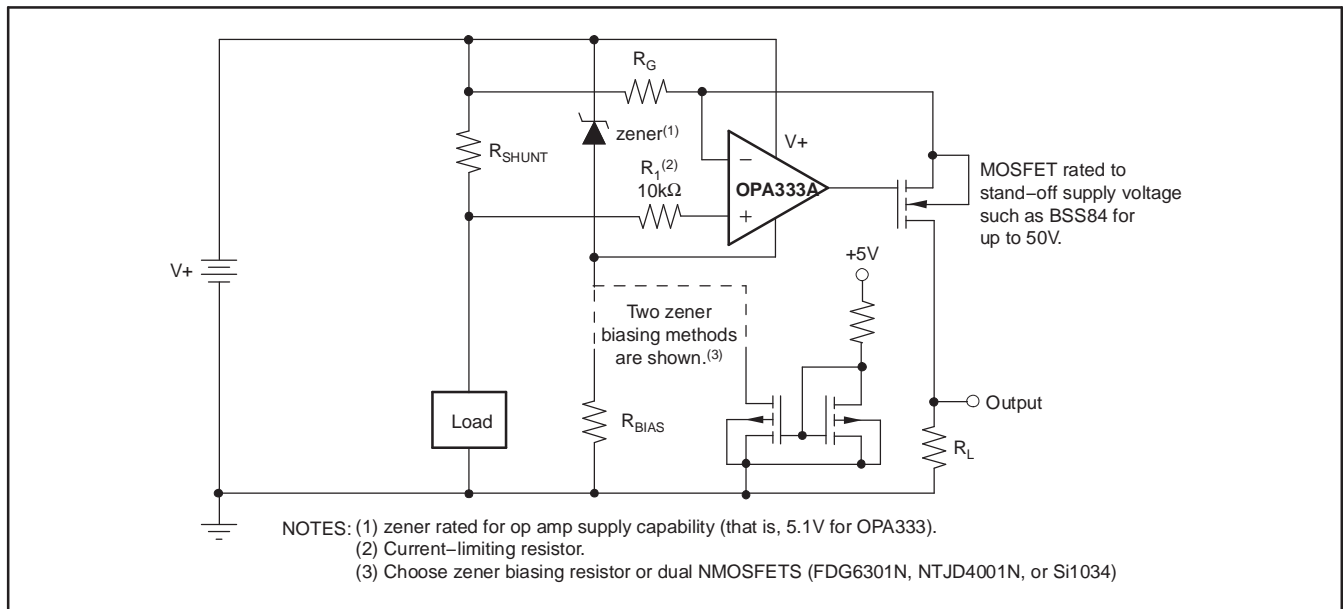 R_G
zener(1)
V+
R_SHUNT
R_1(2)
10kΩ
−
OPA333A
+
MOSFET rated to
stand−off supply voltage
such as BSS84 for
up to 50V.
V+
+5V
Two zener
biasing methods
are shown.(3)
Load
R_BIAS
Output
R_L
NOTES: (1) zener rated for op amp supply capability (that is, 5.1V for OPA333).
(2) Current−limiting resistor.
(3) Choose zener biasing resistor or dual NMOSFETS (FDG6301N, NTJD4001N, or Si1034)